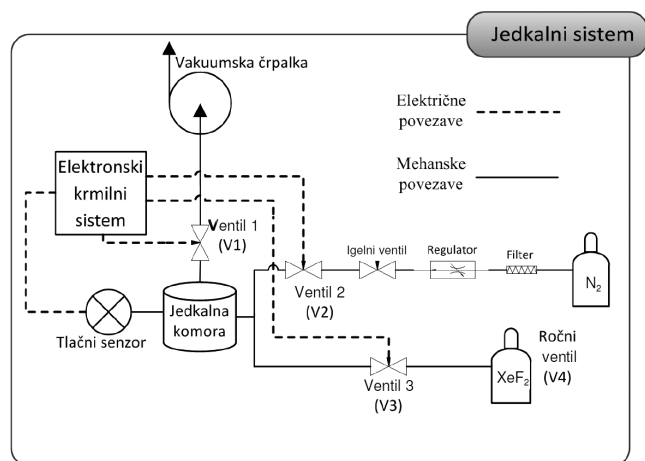 Jedkalni sistem
Vakuumska črpalka
Električne
povezave
Mehanske
povezave
Elektronski
krmilni
sistem
Ventil 1
(V1)
Igelni ventil
Regulator
Filter
Ventil 2
(V2)
N2
Jedkalna
komora
Tlačni senzor
Ventil 3
(V3)
XeF2
Ročni
ventil
(V4)